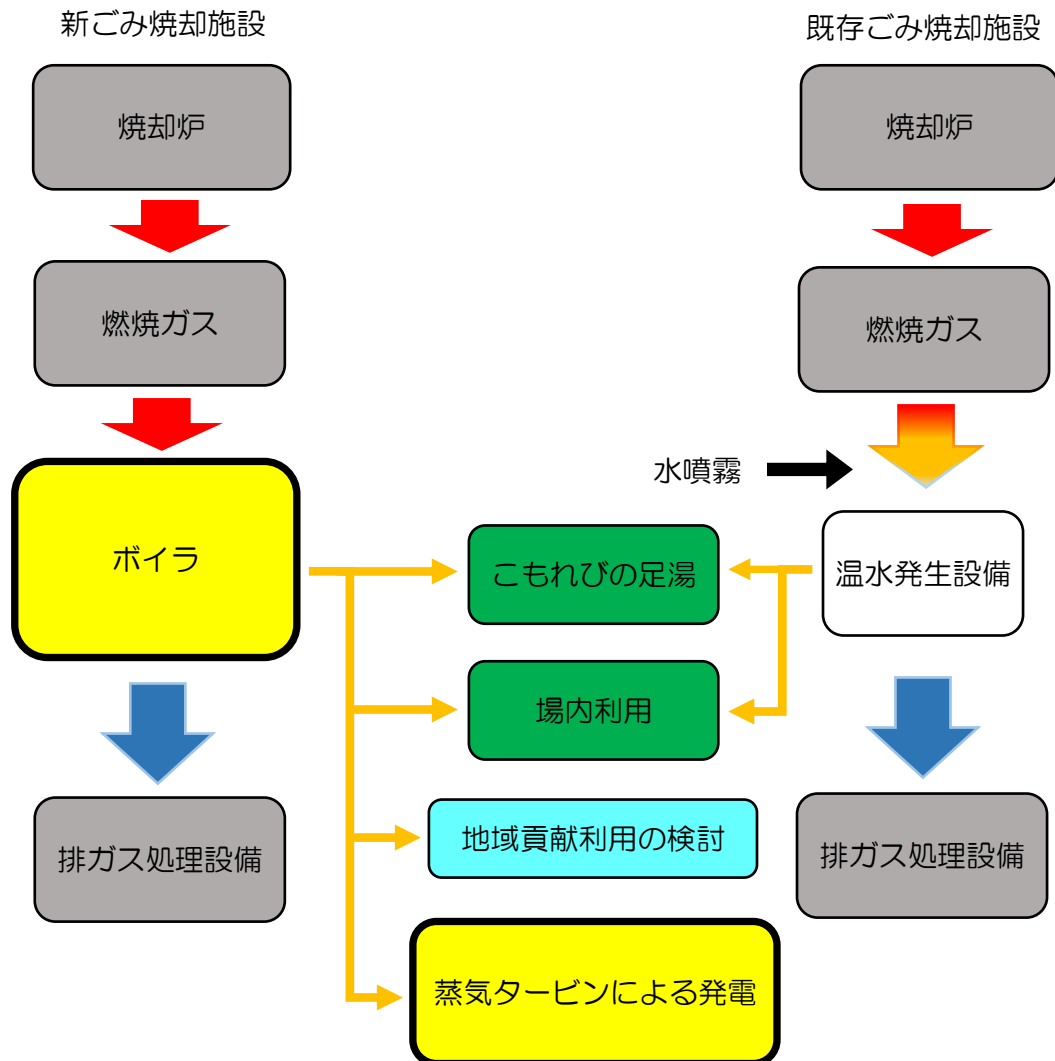 新ごみ焼却施設
既存ごみ焼却施設
焼却炉
焼却炉
燃焼ガス
燃焼ガス
水噴霧
ボイラ
こもれびの足湯
温水発生設備
場内利用
地域貢献利用の検討
排ガス処理設備
排ガス処理設備
蒸気タービンによる発電